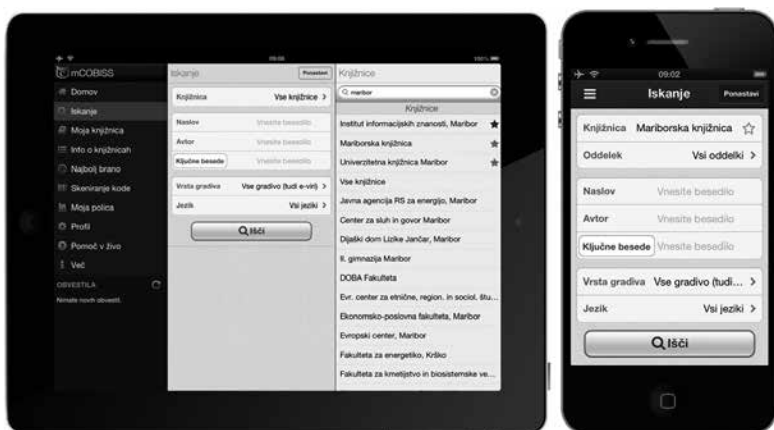 09:02
100%
mCOBISS
Domov
Iskanje
Moja knjižnica
Info o knjižnicah
Najbolj brano
Skeniranje kode
Moja polica
Profil
Pomoč v živo
Več
OBVESTILA
Nimate novih obvestil.
Iskanje
Ponastavi
Knjižnica Vse knjižnice >
Naslov Vnesite besedilo
Avtor Vnesite besedilo
Ključne besede Vnesite besedilo
Vrsta gradiva Vse gradivo (tudi e-viri) >
Jezik Vsi jeziki >
Išči
Knjižnice
maribor
Knjižnice
Institut informacijskih znanosti, Maribor
Mariborska knjižnica
Univerzitetna knjižnica Maribor
Vse knjižnice
Javna agencija RS za energijo, Maribor
Center za sluh in govor Maribor
Dijaški dom Lizike Jančar, Maribor
II. gimnazija Maribor
DOBA Fakulteta
Evr. center za etnične, region. in sociol. štu...
Ekonomsko-poslovna fakulteta, Maribor
Evropski center, Maribor
Fakulteta za energetiko, Krško
Fakulteta za kmetijstvo in biosistemske ve...
09:02
Iskanje
Ponastavi
Knjižnica Mariborska knjižnica
Oddelek Vsi oddelki >
Naslov Vnesite besedilo
Avtor Vnesite besedilo
Ključne besede Vnesite besedilo
Vrsta gradiva Vse gradivo (tudi... >
Jezik Vsi jeziki >
Išči